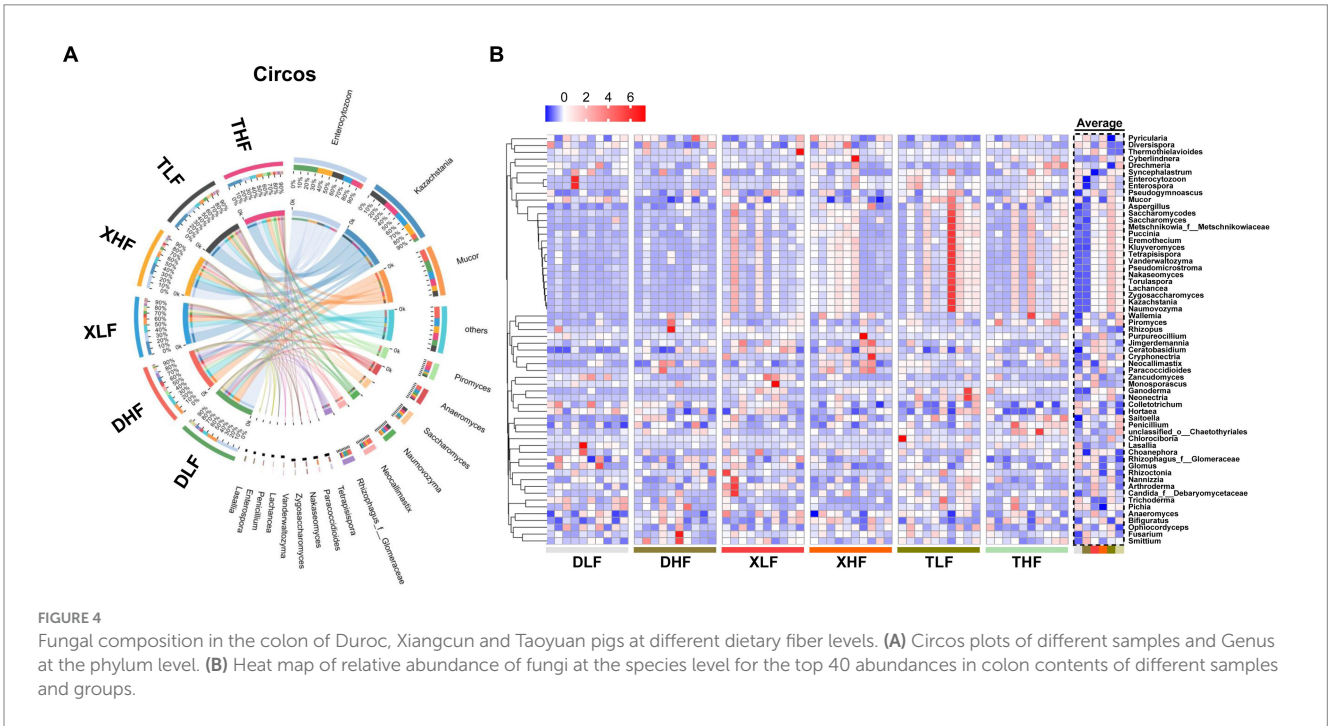 A
B
Circos
THF
TLF
XHF
XLF
DHF
DLF
Enterocytozoon
Kazachstania
Mucor
others
Piromyces
Anaeromyces
Saccharomyces
Naumovozyma
Neocallimastix
Rhizophagus_f__Glomeraceae
Tetrapisispora
Paracoccidioides
Nakaseomyces
Zygosaccharomyces
Vanderwaltozyma
Lachancea
Penicillium
Enterospora
Lasallia
0 2 4 6
Average
Pyricularia
Diversispora
Thermothielavioides
Cyberlindnera
Drechmeria
Syncephalastrum
Enterocytozoon
Enterospora
Pseudogymnoascus
Mucor
Aspergillus
Saccharomycodes
Saccharomyces
Metschnikowia_f__Metschnikowiaceae
Puccinia
Eremothecium
Kluyveromyces
Tetrapisispora
Vanderwaltozyma
Pseudomicrostroma
Nakaseomyces
Torulaspora
Lachancea
Zygosaccharomyces
Kazachstania
Naumovozyma
Wallemia
Piromyces
Rhizopus
Purpureocillium
Jimgerdemannia
Ceratobasidium
Cryphonectria
Neocallimastix
Paracoccidioides
Zancudomyces
Monosporascus
Ganoderma
Neonectria
Colletotrichum
Hortaea
Saitoella
Penicillium
unclassified_o__Chaetothyriales
Chlorociboria
Lasallia
Choanephora
Rhizophagus_f__Glomeraceae
Glomus
Rhizoctonia
Nannizzia
Arthroderma
Candida_f__Debaryomycetaceae
Trichoderma
Pichia
Anaeromyces
Bifiguratus
Ophiocordyceps
Fusarium
Smittium
DLF DHF XLF XHF TLF THF
FIGURE 4
Fungal composition in the colon of Duroc, Xiangcun and Taoyuan pigs at different dietary fiber levels. (A) Circos plots of different samples and Genus
at the phylum level. (B) Heat map of relative abundance of fungi at the species level for the top 40 abundances in colon contents of different samples
and groups.